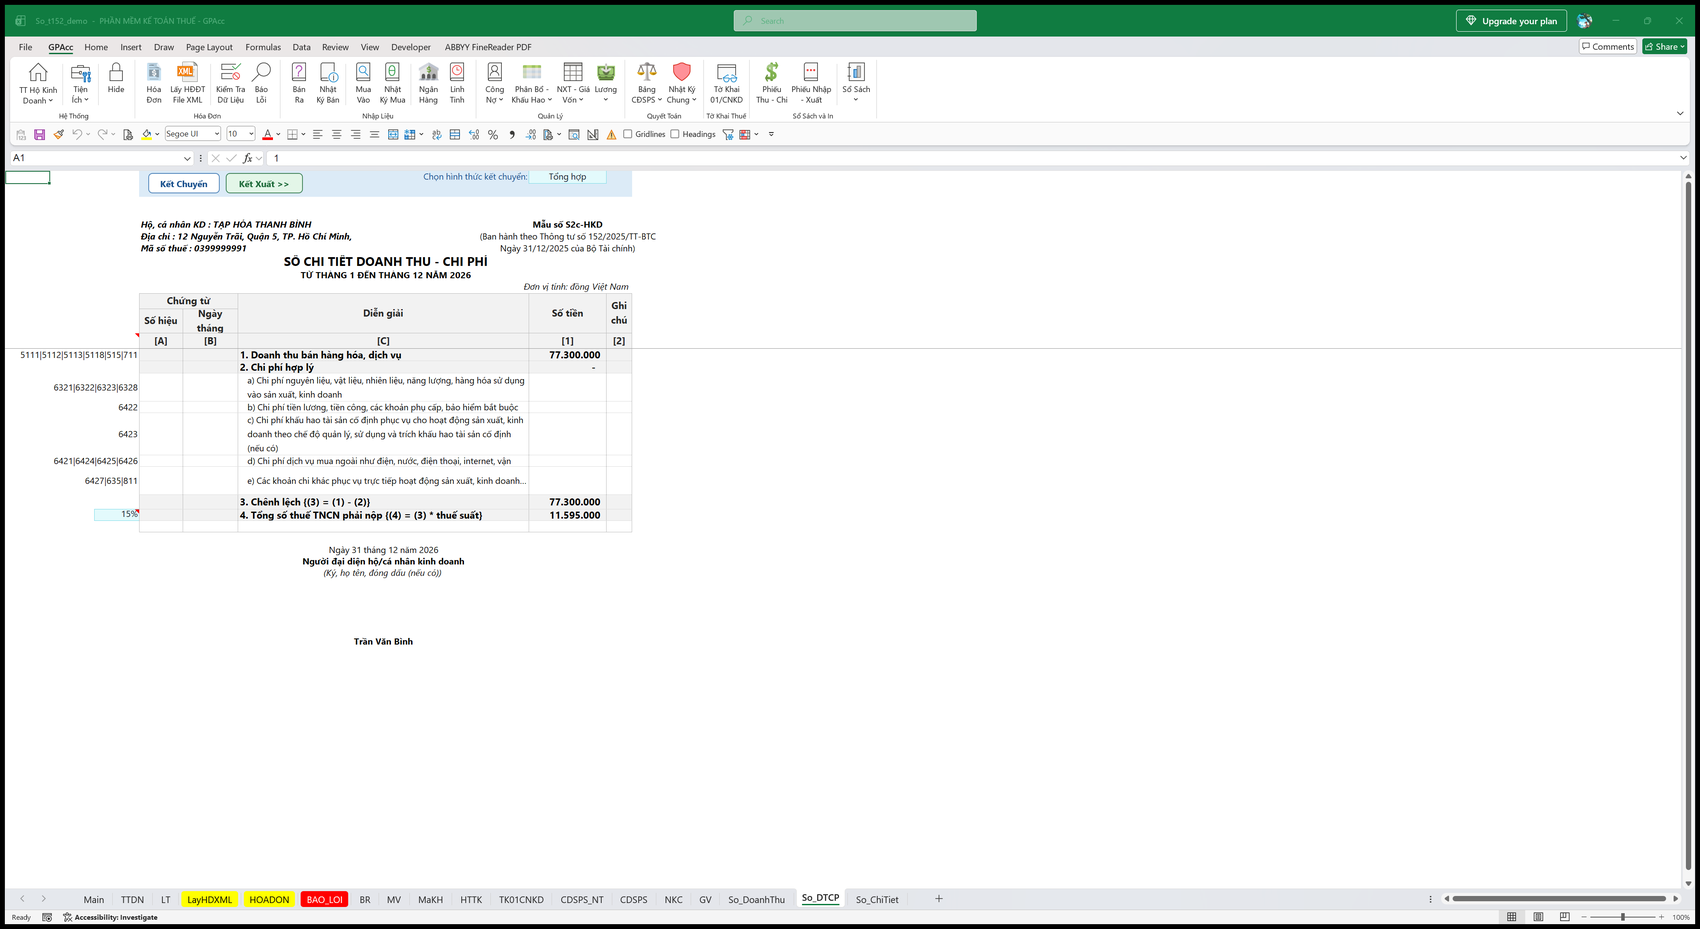 So_t152_demo - PHẦN MỀM KẾ TOÁN THUẾ - GPAcc
Search
Upgrade your plan
File GPAcc Home Insert Draw Page Layout Formulas Data Review View Developer ABBYY FineReader PDF
Comments Share
TT Hộ Kinh Doanh
Tiện Ích
Hide
Hóa Đơn
Lấy HĐĐT File XML
Kiểm Tra Dữ Liệu
Báo Lỗi
Bán Ra
Nhật Ký Bán
Mua Vào
Nhật Ký Mua
Ngân Hàng
Linh Tinh
Công Nợ
Phân Bổ - Khấu Hao
NXT - Giá Vốn
Lương
Bảng CĐSPS
Nhật Ký Chung
Tờ Khai 01/CNKD
Phiếu Thu - Chi
Phiếu Nhập - Xuất
Sổ Sách
Hệ Thống Hóa Đơn Nhập Liệu Quản Lý Quyết Toán Tờ Khai Thuế Sổ Sách và In
Segoe UI 10 Gridlines Headings
A1 fx 1
Kết Chuyển Kết Xuất >> Chọn hình thức kết chuyển: Tổng hợp
Hộ, cá nhân KD : TẠP HÓA THANH BÌNH
Địa chỉ : 12 Nguyễn Trãi, Quận 5, TP. Hồ Chí Minh,
Mã số thuế : 0399999991
Mẫu số S2c-HKD
(Ban hành theo Thông tư số 152/2025/TT-BTC
Ngày 31/12/2025 của Bộ Tài chính)
SỔ CHI TIẾT DOANH THU - CHI PHÍ
TỪ THÁNG 1 ĐẾN THÁNG 12 NĂM 2026
Đơn vị tính: đồng Việt Nam
Chứng từ Diễn giải Số tiền Ghi chú
Số hiệu Ngày tháng
[A] [B] [C] [1] [2]
5111|5112|5113|5118|515|711 1. Doanh thu bán hàng hóa, dịch vụ 77.300.000
2. Chi phí hợp lý -
6321|6322|6323|6328 a) Chi phí nguyên liệu, vật liệu, nhiên liệu, năng lượng, hàng hóa sử dụng
vào sản xuất, kinh doanh
6422 b) Chi phí tiền lương, tiền công, các khoản phụ cấp, bảo hiểm bắt buộc
6423 c) Chi phí khấu hao tài sản cố định phục vụ cho hoạt động sản xuất, kinh
doanh theo chế độ quản lý, sử dụng và trích khấu hao tài sản cố định
(nếu có)
6421|6424|6425|6426 d) Chi phí dịch vụ mua ngoài như điện, nước, điện thoại, internet, vận
6427|635|811 e) Các khoản chi khác phục vụ trực tiếp hoạt động sản xuất, kinh doanh...
3. Chênh lệch {(3) = (1) - (2)} 77.300.000
15% 4. Tổng số thuế TNCN phải nộp {(4) = (3) * thuế suất} 11.595.000
Ngày 31 tháng 12 năm 2026
Người đại diện hộ/cá nhân kinh doanh
(Ký, họ tên, đóng dấu (nếu có))
Trần Văn Bình
Main TTDN LT LayHDXML HOADON BAO_LOI BR MV MaKH HTTK TK01CNKD CDSPS_NT CDSPS NKC GV So_DoanhThu So_DTCP So_ChiTiet
Ready Accessibility: Investigate 100%